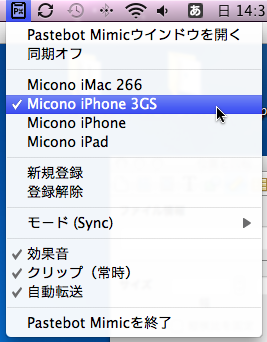 Px あ 日 14:3
Pastebot Mimicウインドウを開く
同期オフ
Micono iMac 266
✓ Micono iPhone 3GS
Micono iPhone
Micono iPad
新規登録
登録解除
モード (Sync) ▶
✓ 効果音
✓ クリップ（常時）
✓ 自動転送
Pastebot Mimicを終了